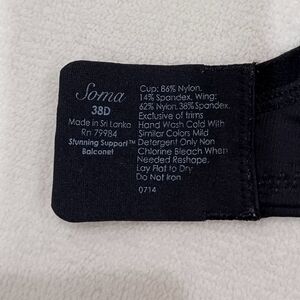 Soma
38D
Made in Sri Lanka
Rn 79984
Stunning Support™
Balconet
Cup: 86% Nylon,
14% Spandex, Wing:
62% Nylon, 38% Spandex,
Exclusive of trims
Hand Wash Cold With
Similar Colors Mild
Detergent Only Non
Chlorine Bleach When
Needed Reshape,
Lay Flat to Dry
Do Not Iron
0714